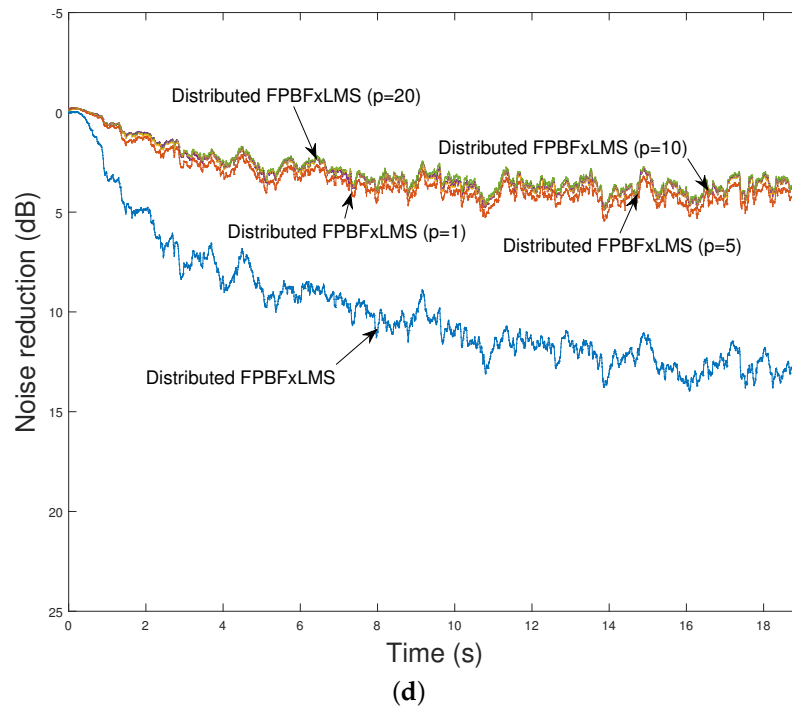 -5
0
5
10
15
20
25
Noise reduction (dB)
Distributed FPBFxLMS (p=20)
Distributed FPBFxLMS (p=10)
Distributed FPBFxLMS (p=1)
Distributed FPBFxLMS (p=5)
Distributed FPBFxLMS
0 2 4 6 8 10 12 14 16 18
Time (s)
(d)